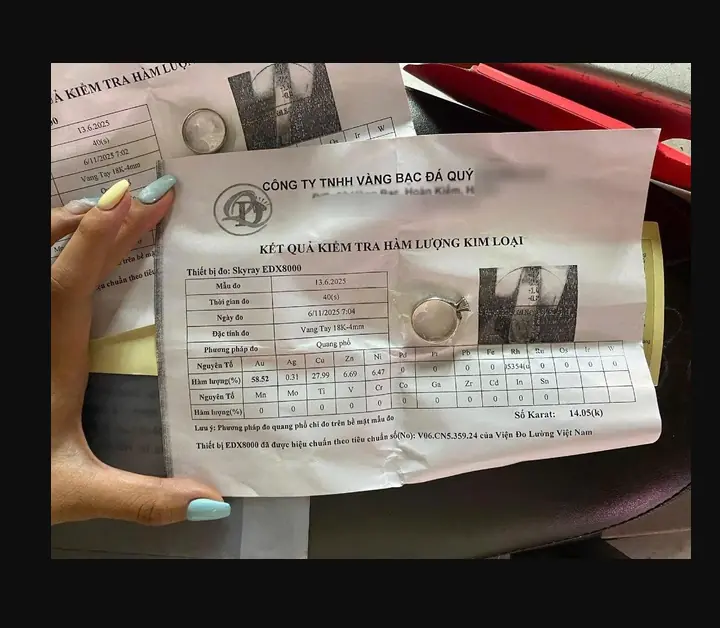 KIỂM TRA HÀM
13.6.2025
40(s)
6/11/2025 7:02
Vang Tay 18K-4mm
Os Ir W
CÔNG TY TNHH VÀNG BẠC ĐÁ QUÝ
KẾT QUẢ KIỂM TRA HÀM LƯỢNG KIM LOẠI
Thiết bị đo: Skyray EDX8000
Mẫu đo 13.6.2025
Thời gian đo 40(s)
Ngày đo 6/11/2025 7:04
Đặc tính đo Vang Tay 18K-4mm
Phương pháp đo Quang phổ
Nguyên Tố Au Ag Cu Zn Ni Pd Pt Pb Fe Rh Ru Os Ir W
Hàm lượng(%) 58.52 0.31 27.99 6.69 6.47 0 0 0 0 0 0 0 0
Nguyên Tố Mn Mo Ti V Cr Co Ga Zr Cd In Sn
Hàm lượng(%) 0 0 0 0 0 0 0 0 0 0 0
Số Karat: 14.05(k)
Lưu ý: Phương pháp đo quang phổ chỉ đo trên bề mặt mẫu đo
Thiết bị EDX8000 đã được hiệu chuẩn theo tiêu chuẩn số(No): V06.CN5.359.24 của Viện Đo Lường Việt Nam